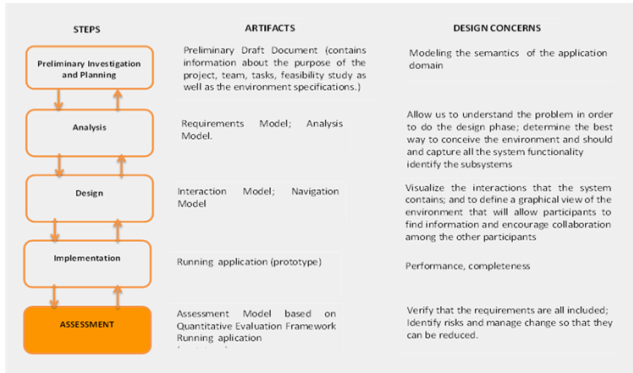 STEPS
ARTIFACTS
DESIGN CONCERNS
Preliminary Investigation
and Planning
Preliminary Draft Document (contains
information about the purpose of the
project, team, tasks, feasibility study as
well as the environment specifications.)
Modeling the semantics of the application
domain
Analysis
Requirements Model; Analysis
Model.
Allow us to understand the problem in order
to do the design phase; determine the best
way to conceive the environment and should
and capture all the system functionality
identify the subsystems
Design
Interaction Model; Navigation
Model
Visualize the interactions that the system
contains; and to define a graphical view of the
environment that will allow participants to
find information and encourage collaboration
among the other participants
Implementation
Running application (prototype)
Performance, completeness
ASSESSMENT
Assessment Model based on
Quantitative Evaluation Framework
Running aplication
Verify that the requirements are all included;
Identify risks and manage change so that they
can be reduced.